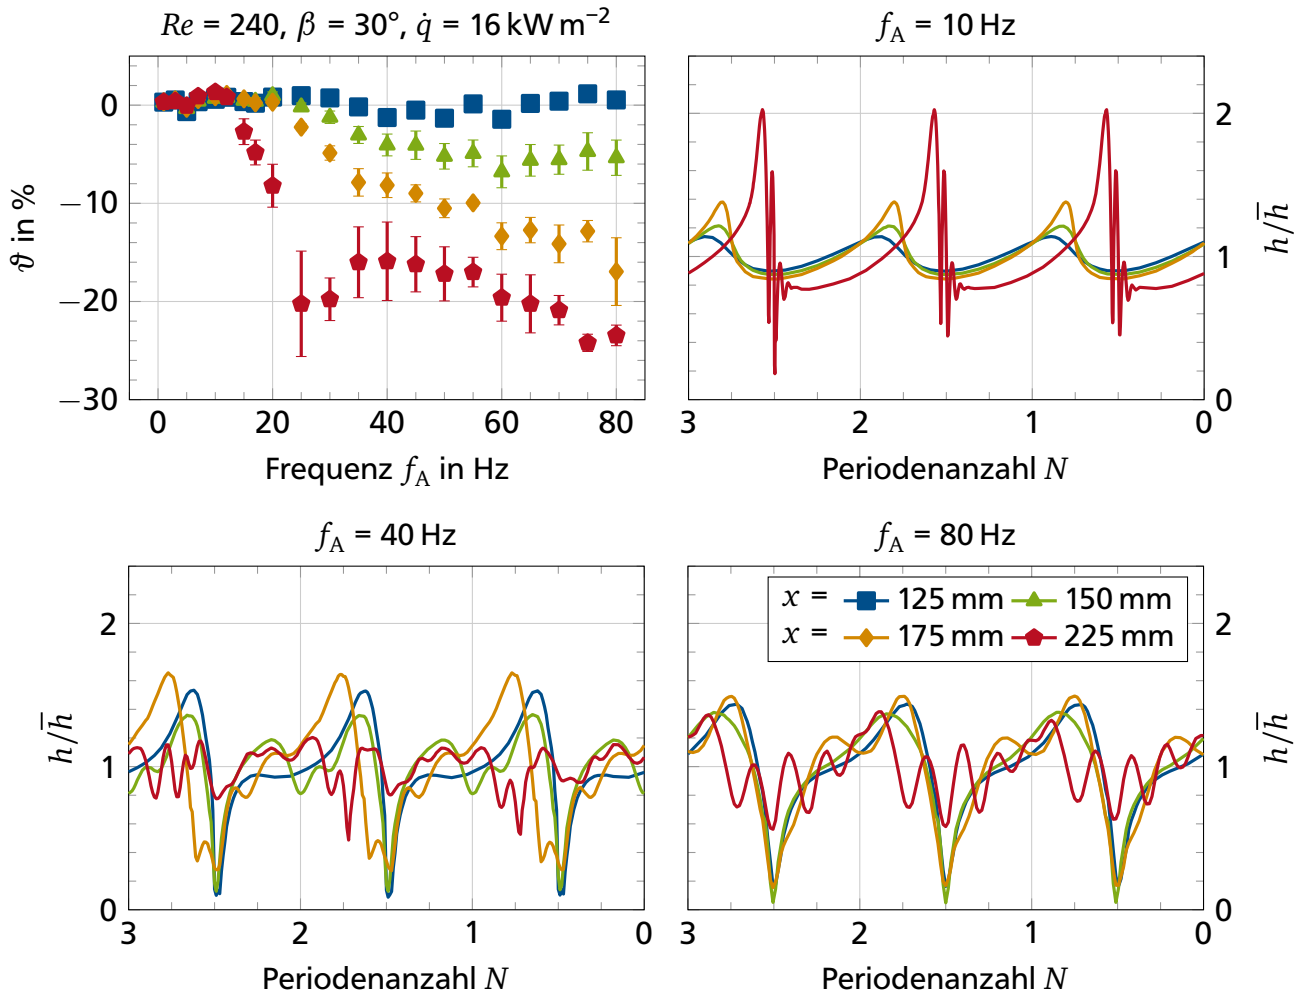 Re = 240, β = 30°, q̇ = 16 kW m⁻²
ϑ in %
0
−10
−20
−30
0 20 40 60 80
Frequenz f_A in Hz
f_A = 10 Hz
h/h̅
2
1
0
3 2 1 0
Periodenanzahl N
f_A = 40 Hz
h/h̅
2
1
0
3 2 1 0
Periodenanzahl N
f_A = 80 Hz
x = 125 mm 150 mm
x = 175 mm 225 mm
h/h̅
2
1
0
3 2 1 0
Periodenanzahl N